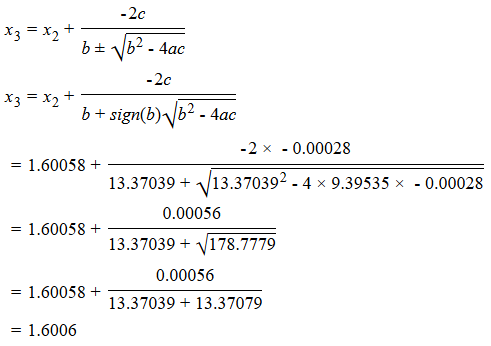 x₃ = x₂ + -2c / (b ± √(b² - 4ac))
x₃ = x₂ + -2c / (b + sign(b)√(b² - 4ac))
= 1.60058 + (-2 × - 0.00028) / (13.37039 + √(13.37039² - 4 × 9.39535 × - 0.00028))
= 1.60058 + 0.00056 / (13.37039 + √178.7779)
= 1.60058 + 0.00056 / (13.37039 + 13.37079)
= 1.6006